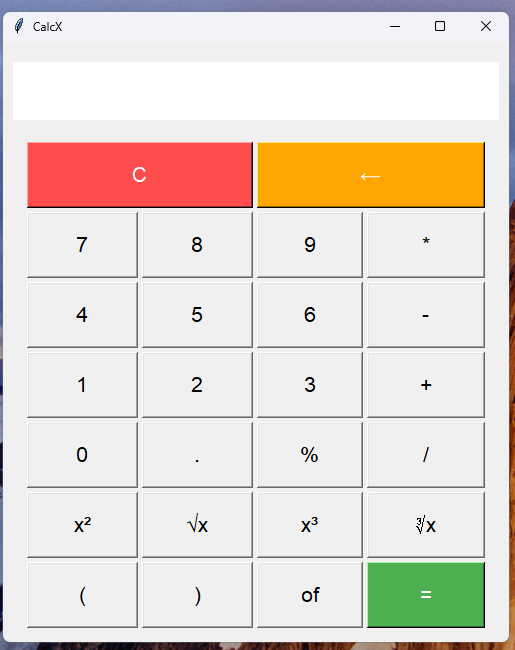 CalcX
C ←
7 8 9 *
4 5 6 -
1 2 3 +
0 . % /
x² √x x³ ∛x
( ) of =